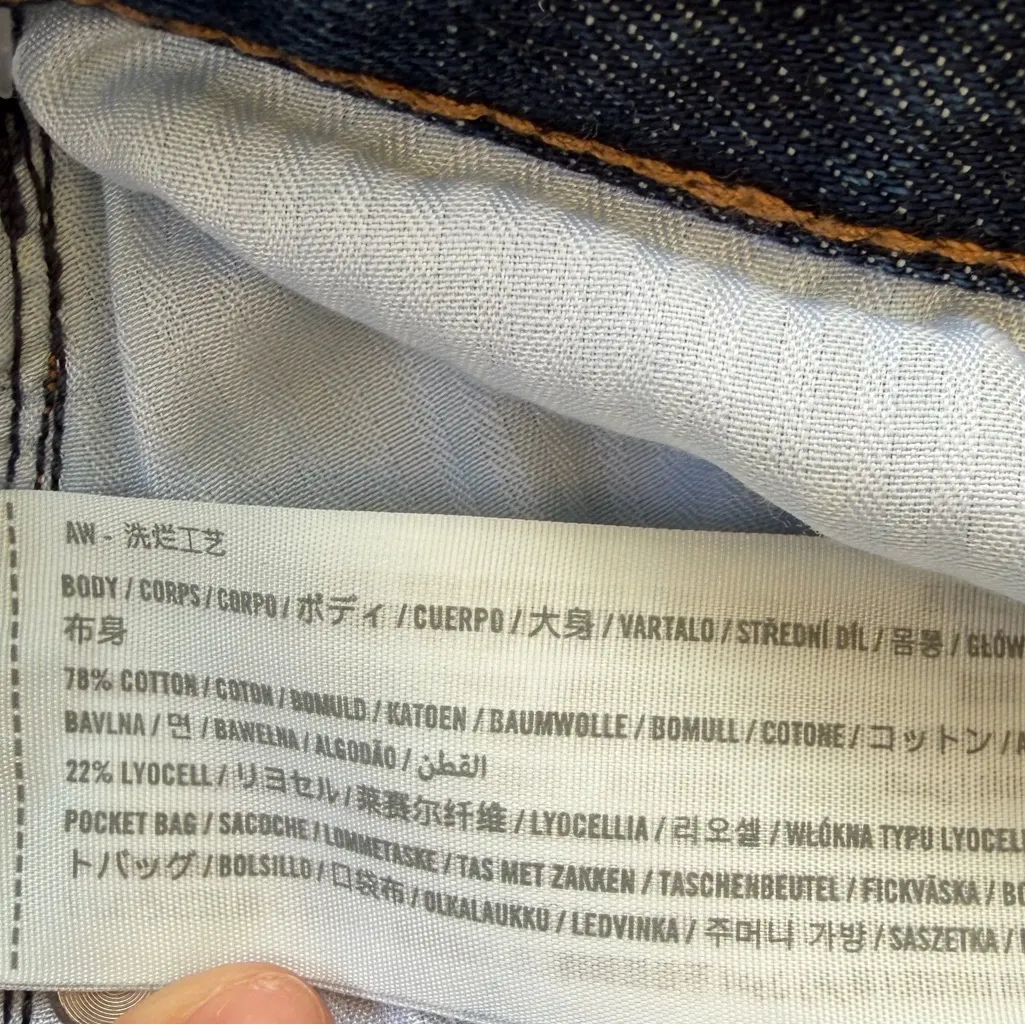 AW - 洗烂工艺
BODY / CORPS / CORPO / ボディ / CUERPO / 大身 / VARTALO / STŘEDNÍ DÍL / 몸통 / GŁÓW
布身
78% COTTON / COTON / BOMULD / KATOEN / BAUMWOLLE / BOMULL / COTONE / コットン /
BAVLNA / 면 / BAWEŁNA / ALGODÃO / القطن
22% LYOCELL / リヨセル / 莱赛尔纤维 / LYOCELLIA / 리오셀 / WŁÓKNA TYPU LYOCELL
POCKET BAG / SACOCHE / LOMMETASKE / TAS MET ZAKKEN / TASCHENBEUTEL / FICKVÄSKA / BO
トバッグ / BOLSILLO / 口袋布 / OLKALAUKKU / LEDVINKA / 주머니 가방 / SASZETKA /